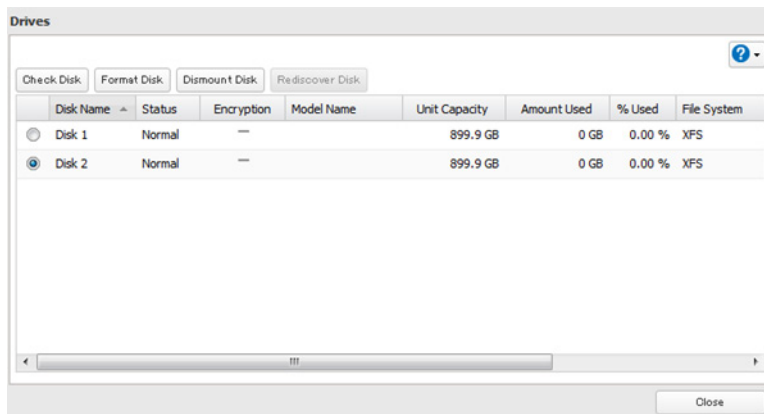 Drives
?
Check Disk Format Disk Dismount Disk Rediscover Disk
Disk Name Status Encryption Model Name Unit Capacity Amount Used % Used File System
Disk 1 Normal — 899.9 GB 0 GB 0.00 % XFS
Disk 2 Normal — 899.9 GB 0 GB 0.00 % XFS
Close